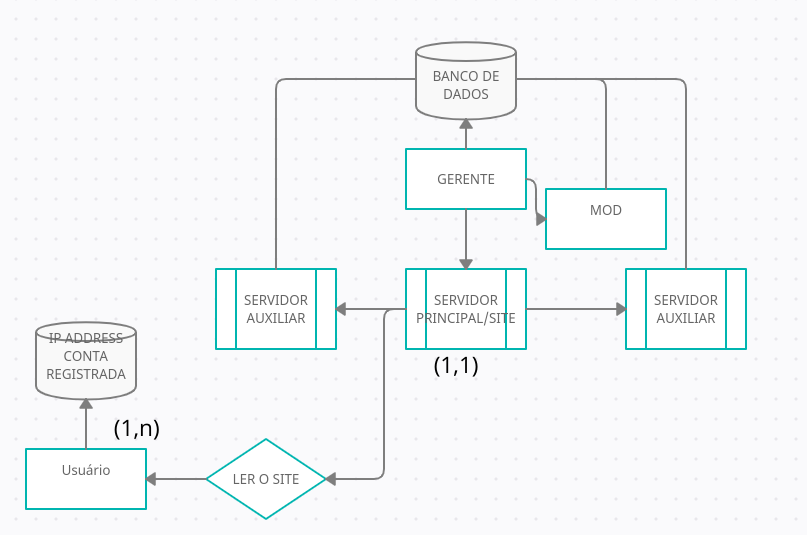 BANCO DE
DADOS
GERENTE
MOD
SERVIDOR
AUXILIAR
SERVIDOR
PRINCIPAL/SITE
SERVIDOR
AUXILIAR
(1,1)
IP ADDRESS
CONTA
REGISTRADA
(1,n)
Usuário
LER O SITE